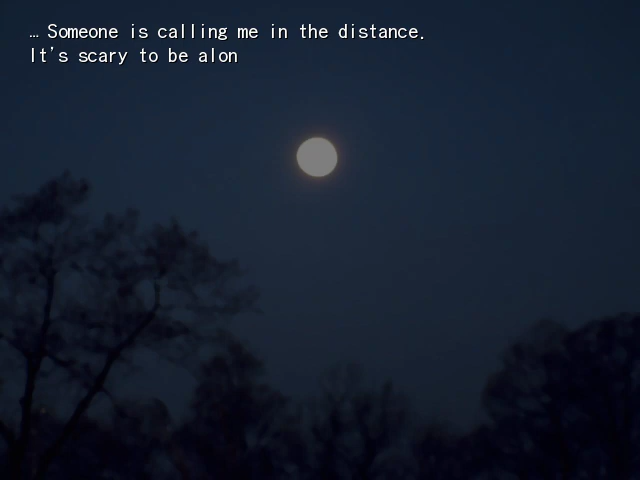 … Someone is calling me in the distance.
It's scary to be alon